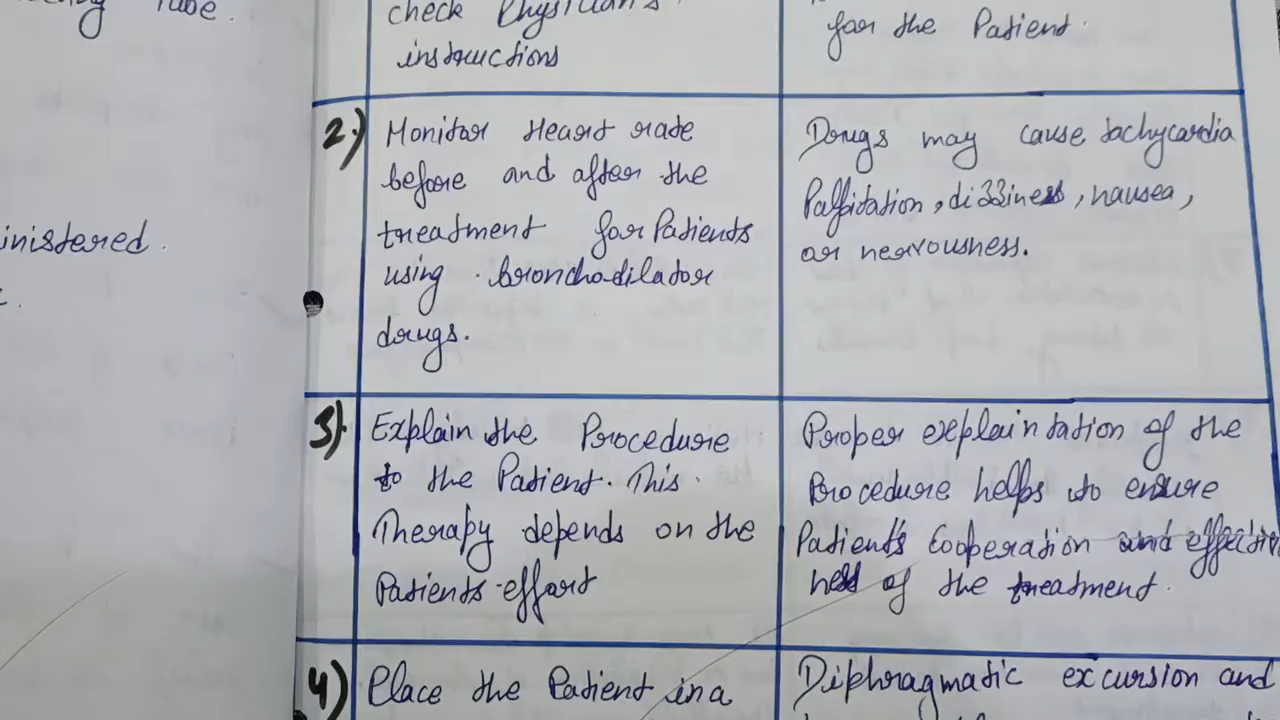 Tube.
inistered.
check Physician's
instructions
for the Patient.
2.)
Monitor Heart rate
before and after the
treatment for Patients
using bronchodilator
drugs.
Drugs may cause tachycardia
Palpitation, dizziness, nausea,
or nervousness.
3).
Explain the Procedure
to the Patient. This
Therapy depends on the
Patients effort
Proper explaintation of the
Procedure helps to ensure
Patient's Cooperation and effective
ness of the treatment.
4)
Place the Patient in a
Diphragmatic excursion and